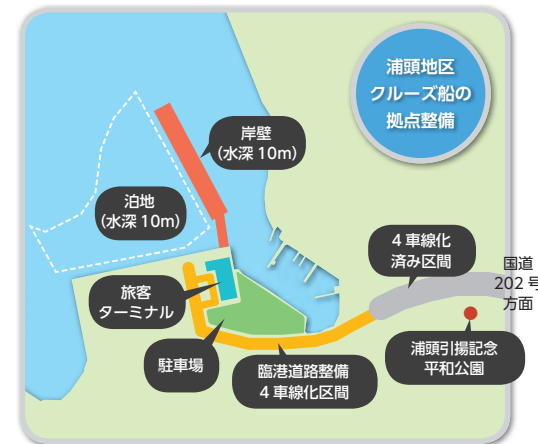 浦頭地区
クルーズ船の
拠点整備
岸壁
(水深 10m)
泊地
(水深 10m)
4 車線化
済み区間
国道
202 号
方面
旅客
ターミナル
駐車場
臨港道路整備
4 車線化区間
浦頭引揚記念
平和公園